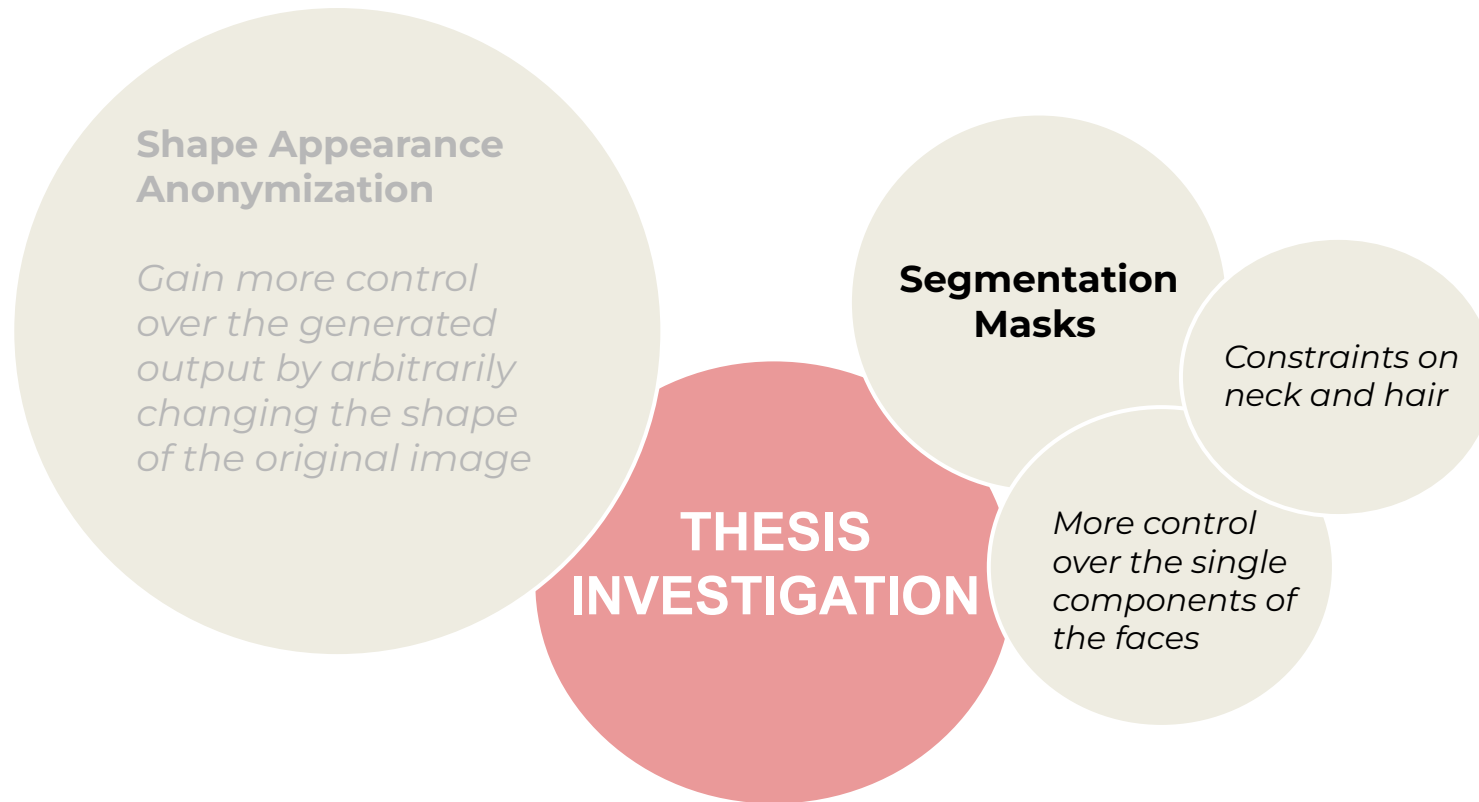 Shape Appearance
Anonymization
Gain more control
over the generated
output by arbitrarily
changing the shape
of the original image
THESIS
INVESTIGATION
Segmentation
Masks
Constraints on
neck and hair
More control
over the single
components of
the faces